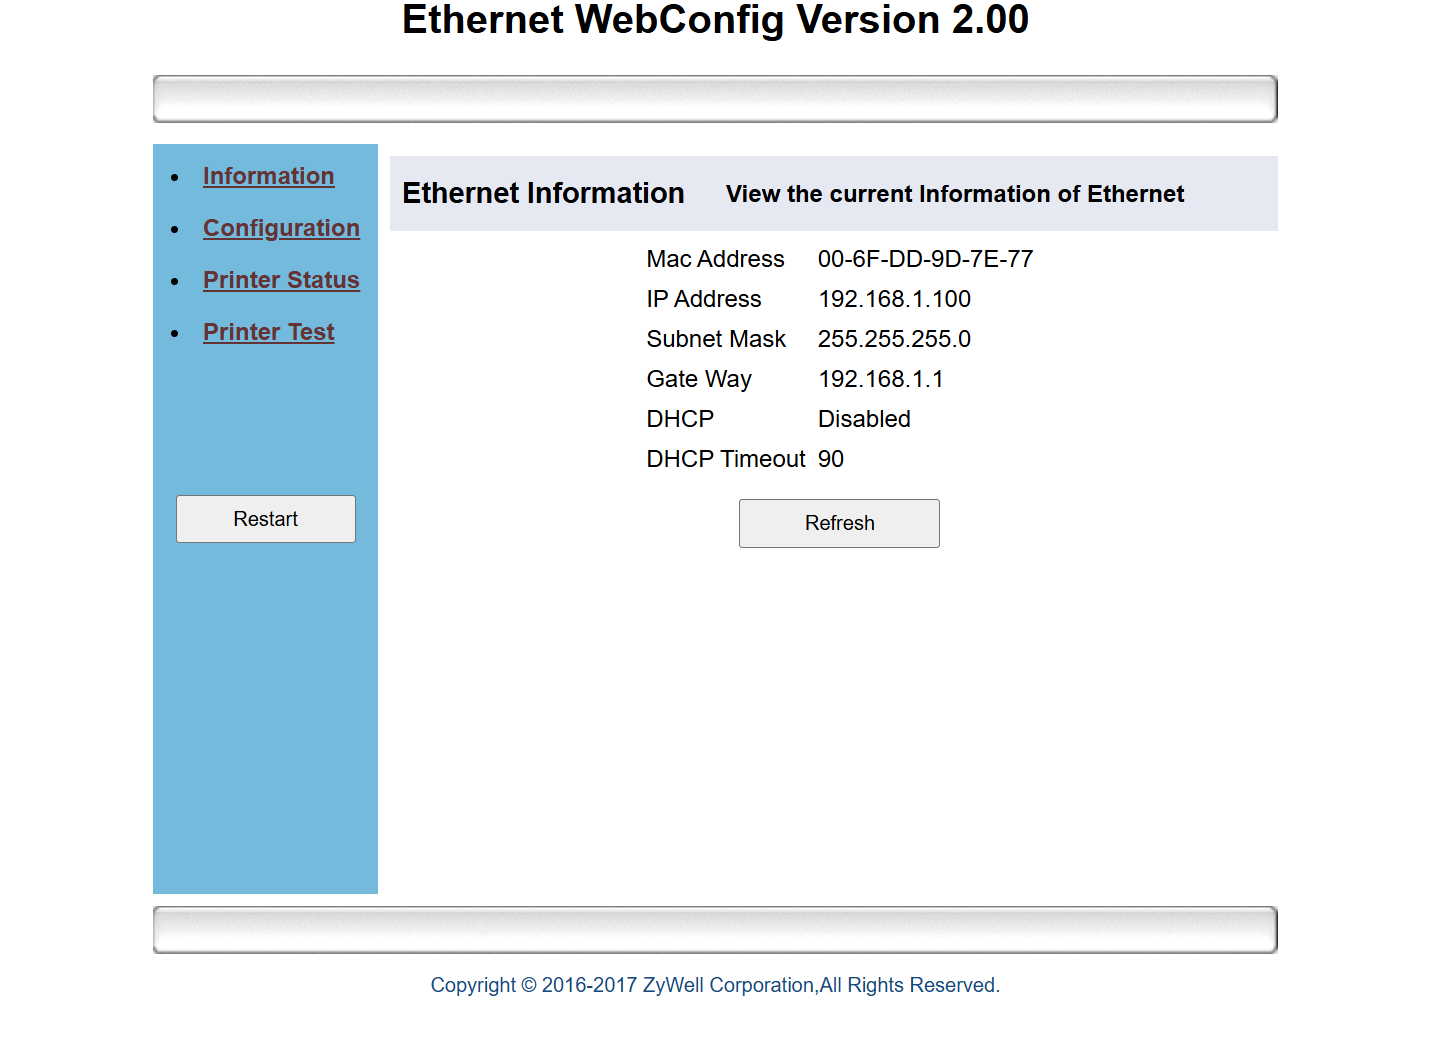 Ethernet WebConfig Version 2.00
Information
Configuration
Printer Status
Printer Test
Restart
Ethernet Information View the current Information of Ethernet
Mac Address 00-6F-DD-9D-7E-77
IP Address 192.168.1.100
Subnet Mask 255.255.255.0
Gate Way 192.168.1.1
DHCP Disabled
DHCP Timeout 90
Refresh
Copyright © 2016-2017 ZyWell Corporation,All Rights Reserved.